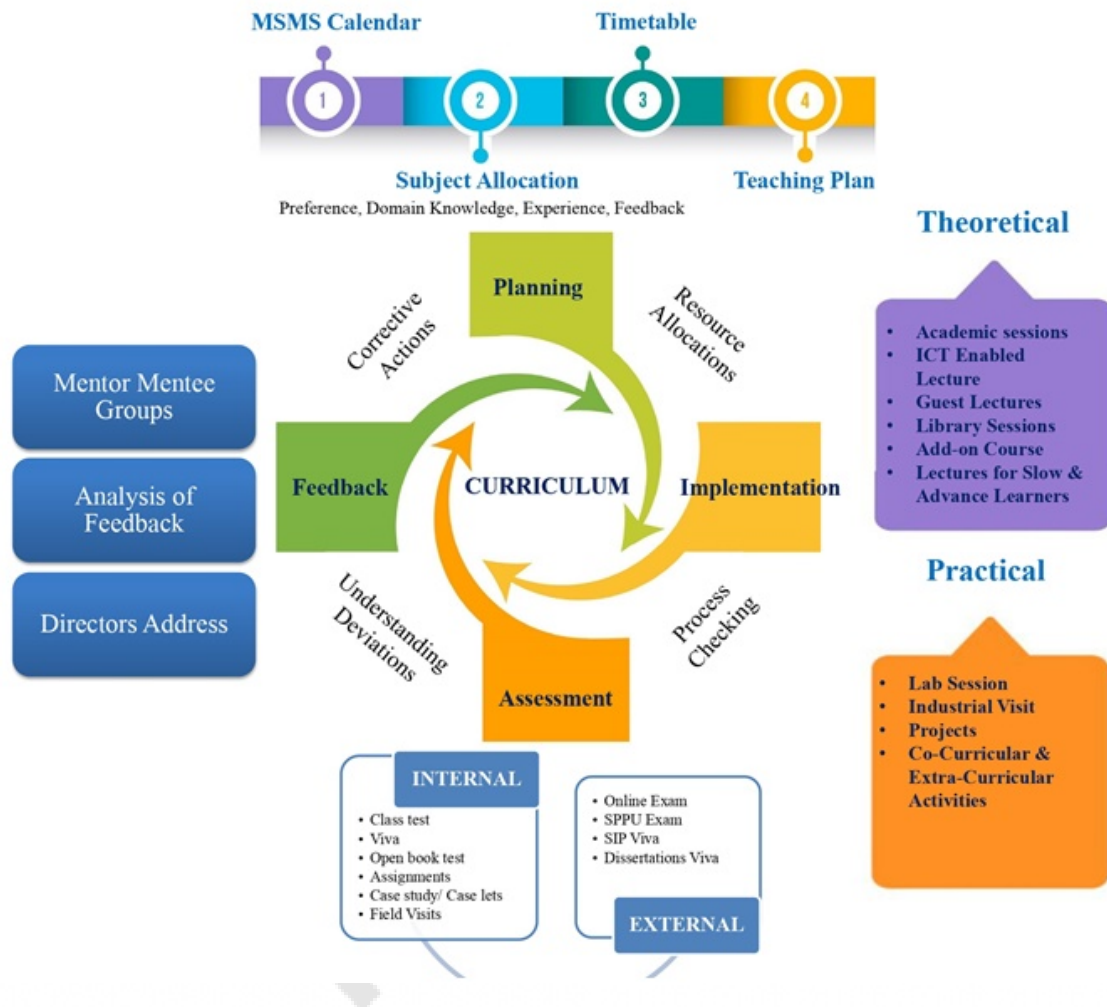 MSMS Calendar
Timetable
1
2
3
4
Subject Allocation
Teaching Plan
Preference, Domain Knowledge, Experience, Feedback
Planning
Corrective
Actions
Resource
Allocations
Theoretical
• Academic sessions
• ICT Enabled
Lecture
• Guest Lectures
• Library Sessions
• Add-on Course
• Lectures for Slow &
Advance Learners
Mentor Mentee
Groups
Analysis of
Feedback
Directors Address
Feedback
CURRICULUM
Implementation
Understanding
Deviations
Process
Checking
Assessment
Practical
• Lab Session
• Industrial Visit
• Projects
• Co-Curricular &
Extra-Curricular
Activities
INTERNAL
• Class test
• Viva
• Open book test
• Assignments
• Case study/ Case lets
• Field Visits
• Online Exam
• SPPU Exam
• SIP Viva
• Dissertations Viva
EXTERNAL